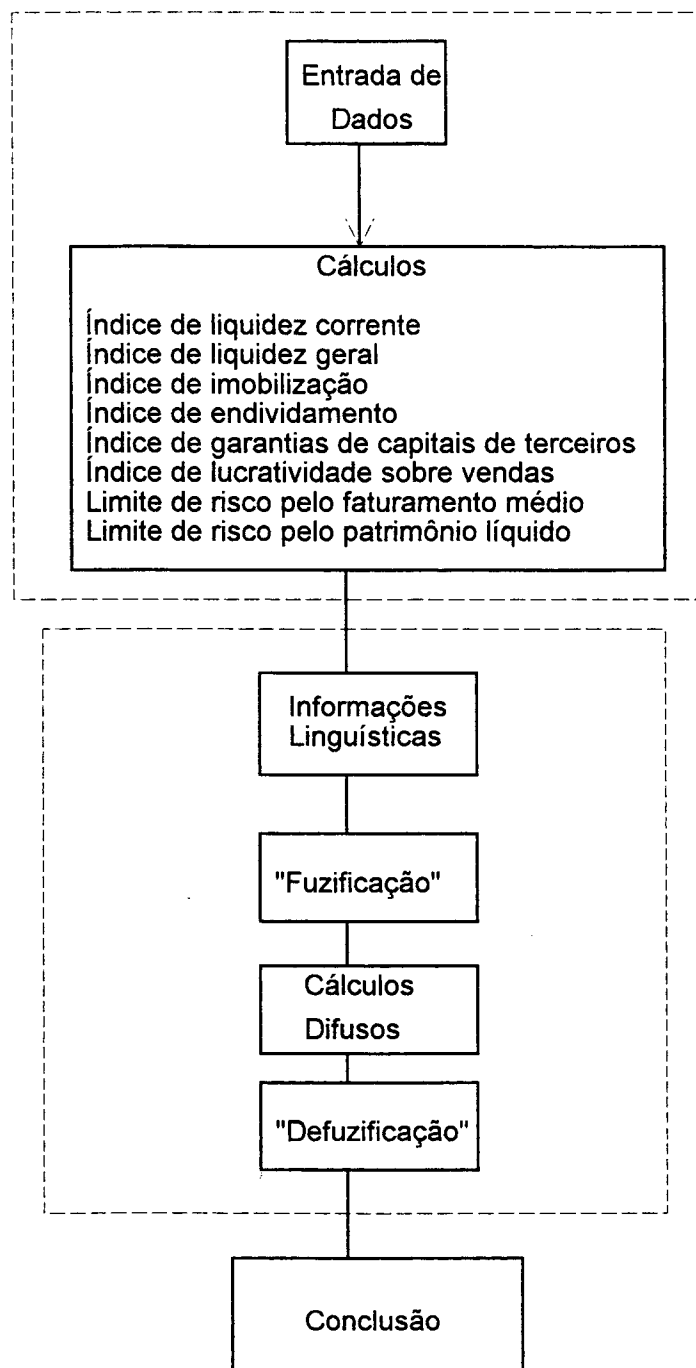 Entrada de
Dados
Cálculos
Índice de liquidez corrente
Índice de liquidez geral
Índice de imobilização
Índice de endividamento
Índice de garantias de capitais de terceiros
Índice de lucratividade sobre vendas
Limite de risco pelo faturamento médio
Limite de risco pelo patrimônio líquido
Informações
Linguísticas
"Fuzificação"
Cálculos
Difusos
"Defuzificação"
Conclusão